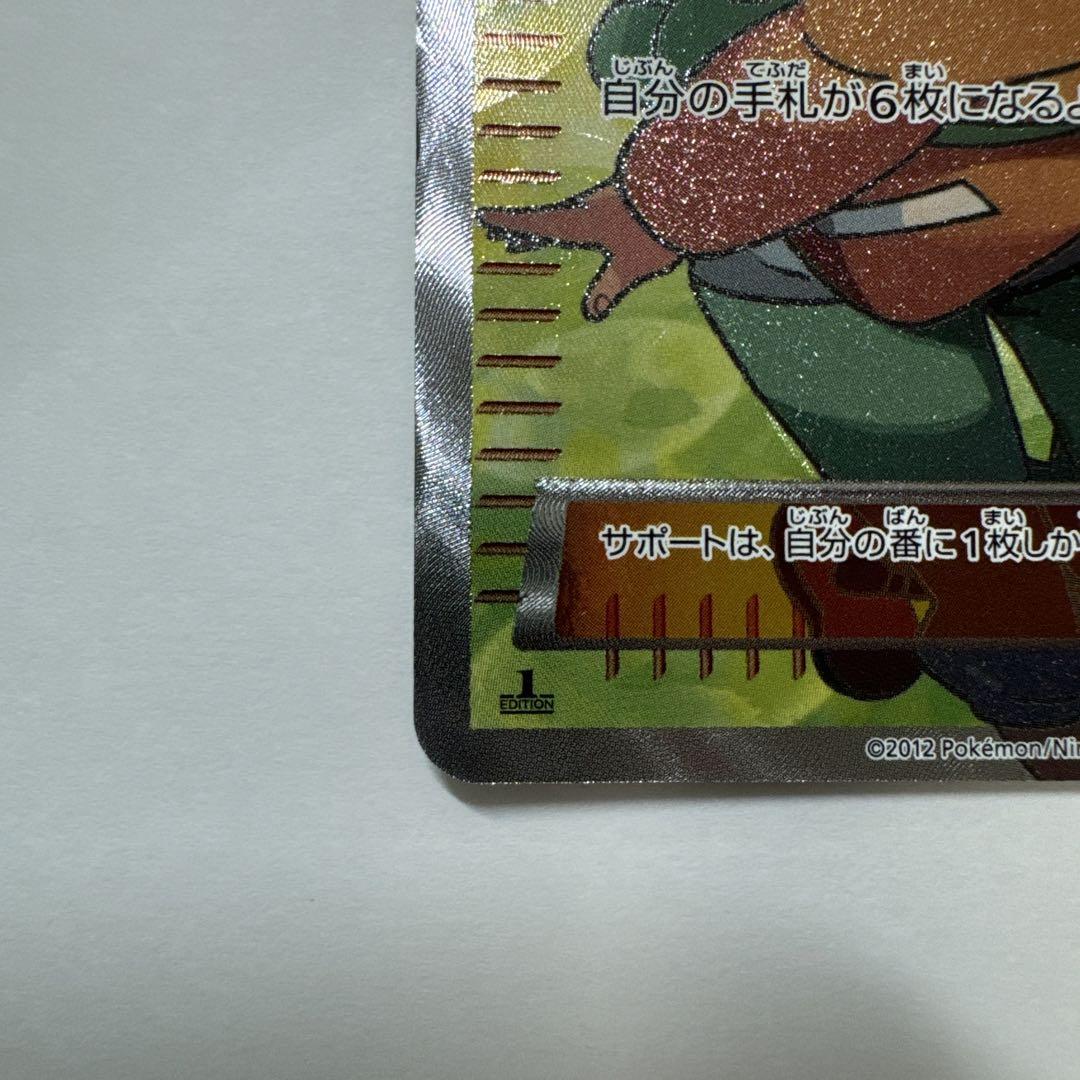 じぶん てふだ まい
自分の手札が6枚になるよ
じぶん ばん まい
サポートは、自分の番に1枚しか
1
EDITION
©2012 Pokémon/Nin